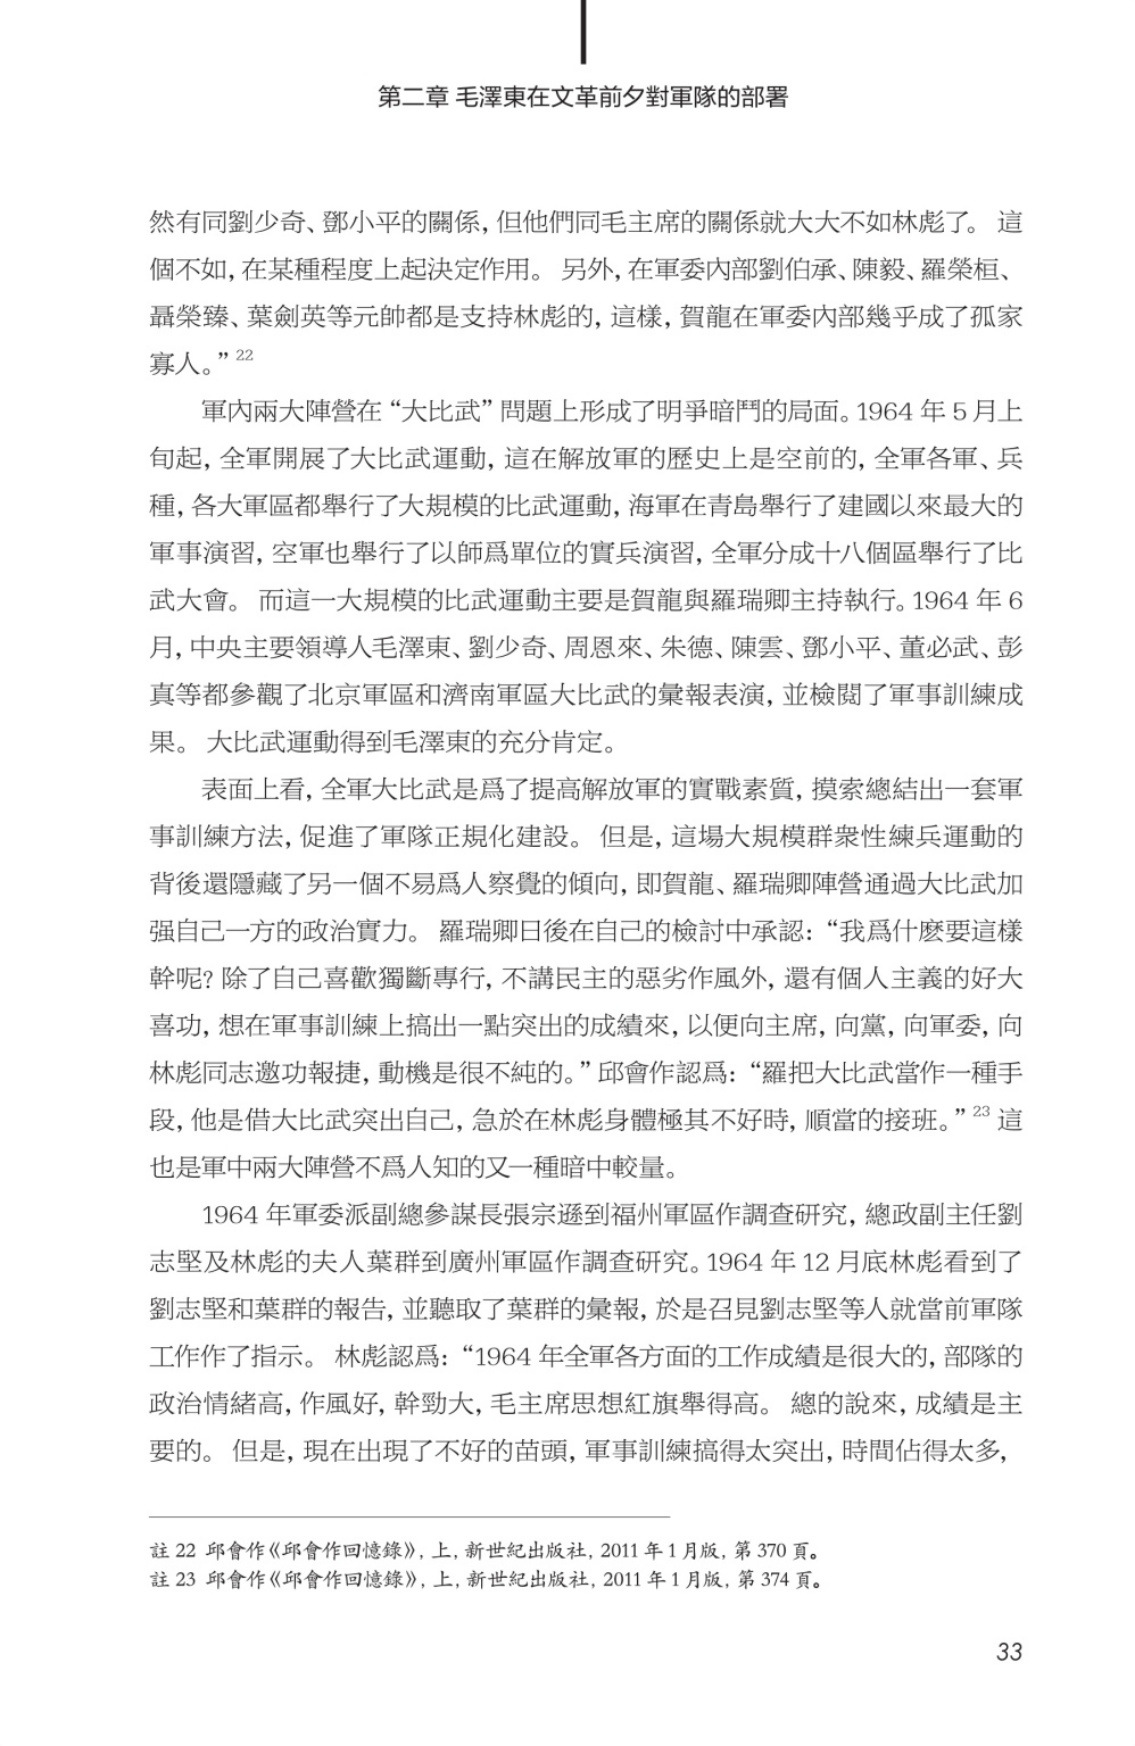 第二章 毛澤東在文革前夕對軍隊的部署
然有同劉少奇、鄧小平的關係，但他們同毛主席的關係就大大不如林彪了。 這
個不如，在某種程度上起決定作用。 另外，在軍委內部劉伯承、陳毅、羅榮桓、
聶榮臻、葉劍英等元帥都是支持林彪的，這樣，賀龍在軍委內部幾乎成了孤家
寡人。” 22
軍內兩大陣營在 “大比武” 問題上形成了明爭暗鬥的局面。1964 年 5 月上
旬起，全軍開展了大比武運動，這在解放軍的歷史上是空前的，全軍各軍、兵
種，各大軍區都舉行了大規模的比武運動，海軍在青島舉行了建國以來最大的
軍事演習，空軍也舉行了以師爲單位的實兵演習，全軍分成十八個區舉行了比
武大會。 而這一大規模的比武運動主要是賀龍與羅瑞卿主持執行。1964 年 6
月，中央主要領導人毛澤東、劉少奇、周恩來、朱德、陳雲、鄧小平、董必武、彭
真等都參觀了北京軍區和濟南軍區大比武的彙報表演，並檢閱了軍事訓練成
果。 大比武運動得到毛澤東的充分肯定。
表面上看，全軍大比武是爲了提高解放軍的實戰素質，摸索總結出一套軍
事訓練方法，促進了軍隊正規化建設。 但是，這場大規模群衆性練兵運動的
背後還隱藏了另一個不易爲人察覺的傾向，即賀龍、羅瑞卿陣營通過大比武加
强自己一方的政治實力。 羅瑞卿日後在自己的檢討中承認：“我爲什麽要這樣
幹呢? 除了自己喜歡獨斷專行，不講民主的惡劣作風外，還有個人主義的好大
喜功，想在軍事訓練上搞出一點突出的成績來，以便向主席，向黨，向軍委，向
林彪同志邀功報捷，動機是很不純的。” 邱會作認爲：“羅把大比武當作一種手
段，他是借大比武突出自己，急於在林彪身體極其不好時，順當的接班。” 23 這
也是軍中兩大陣營不爲人知的又一種暗中較量。
1964 年軍委派副總參謀長張宗遜到福州軍區作調查研究，總政副主任劉
志堅及林彪的夫人葉群到廣州軍區作調查研究。1964 年 12 月底林彪看到了
劉志堅和葉群的報告，並聽取了葉群的彙報，於是召見劉志堅等人就當前軍隊
工作作了指示。 林彪認爲：“1964 年全軍各方面的工作成績是很大的，部隊的
政治情緒高，作風好，幹勁大，毛主席思想紅旗舉得高。 總的說來，成績是主
要的。 但是，現在出現了不好的苗頭，軍事訓練搞得太突出，時間佔得太多，
註 22 邱會作《邱會作回憶錄》，上，新世紀出版社，2011 年 1 月版，第 370 頁。
註 23 邱會作《邱會作回憶錄》，上，新世紀出版社，2011 年 1 月版，第 374 頁。
33